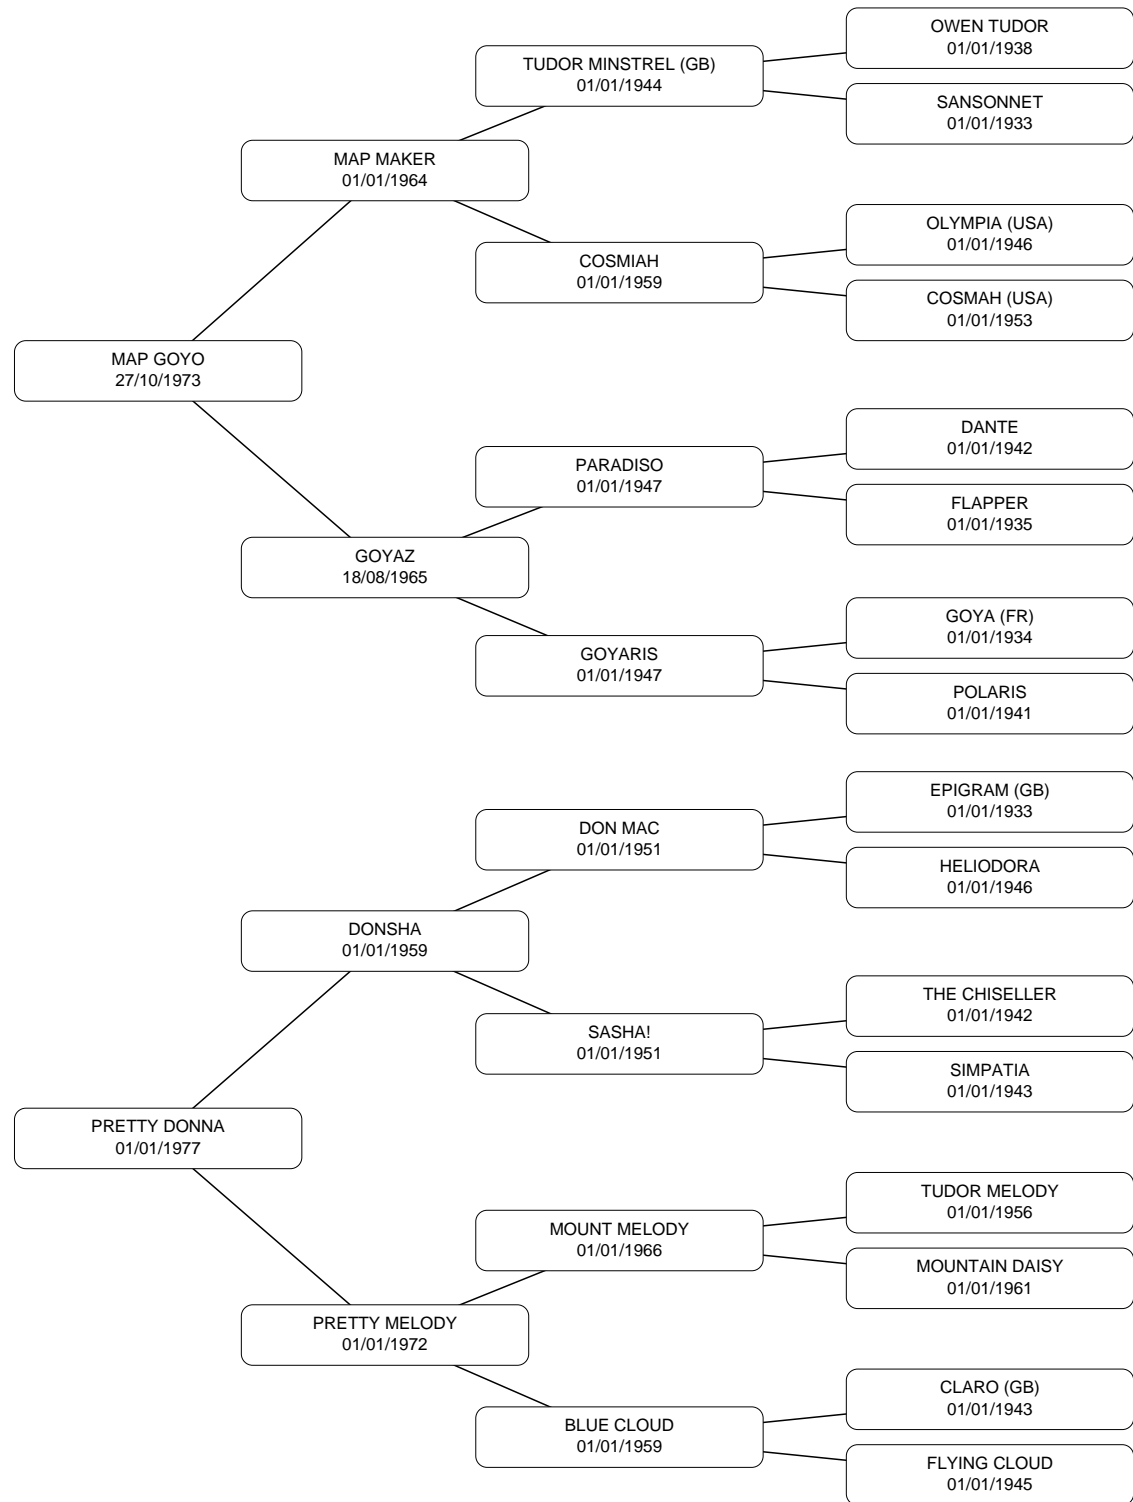 OWEN TUDOR
01/01/1938
TUDOR MINSTREL (GB)
01/01/1944
SANSONNET
01/01/1933
MAP MAKER
01/01/1964
OLYMPIA (USA)
01/01/1946
COSMIAH
01/01/1959
COSMAH (USA)
01/01/1953
MAP GOYO
27/10/1973
DANTE
01/01/1942
PARADISO
01/01/1947
FLAPPER
01/01/1935
GOYAZ
18/08/1965
GOYA (FR)
01/01/1934
GOYARIS
01/01/1947
POLARIS
01/01/1941
EPIGRAM (GB)
01/01/1933
DON MAC
01/01/1951
HELIODORA
01/01/1946
DONSHA
01/01/1959
THE CHISELLER
01/01/1942
SASHA!
01/01/1951
SIMPATIA
01/01/1943
PRETTY DONNA
01/01/1977
TUDOR MELODY
01/01/1956
MOUNT MELODY
01/01/1966
MOUNTAIN DAISY
01/01/1961
PRETTY MELODY
01/01/1972
CLARO (GB)
01/01/1943
BLUE CLOUD
01/01/1959
FLYING CLOUD
01/01/1945